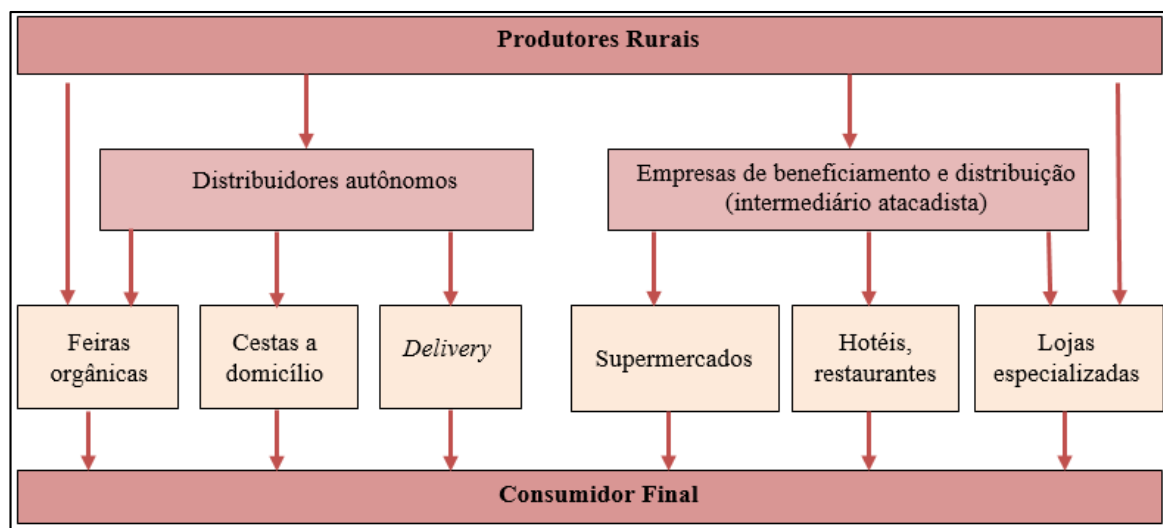 Produtores Rurais
Distribuidores autônomos
Empresas de beneficiamento e distribuição
(intermediário atacadista)
Feiras
orgânicas
Cestas a
domicílio
Delivery
Supermercados
Hotéis,
restaurantes
Lojas
especializadas
Consumidor Final